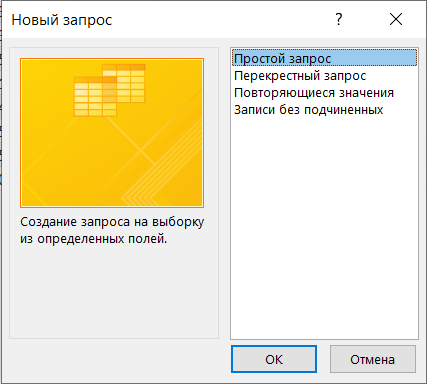 Новый запрос
?
Простой запрос
Перекрестный запрос
Повторяющиеся значения
Записи без подчиненных
Создание запроса на выборку
из определенных полей.
ОК
Отмена